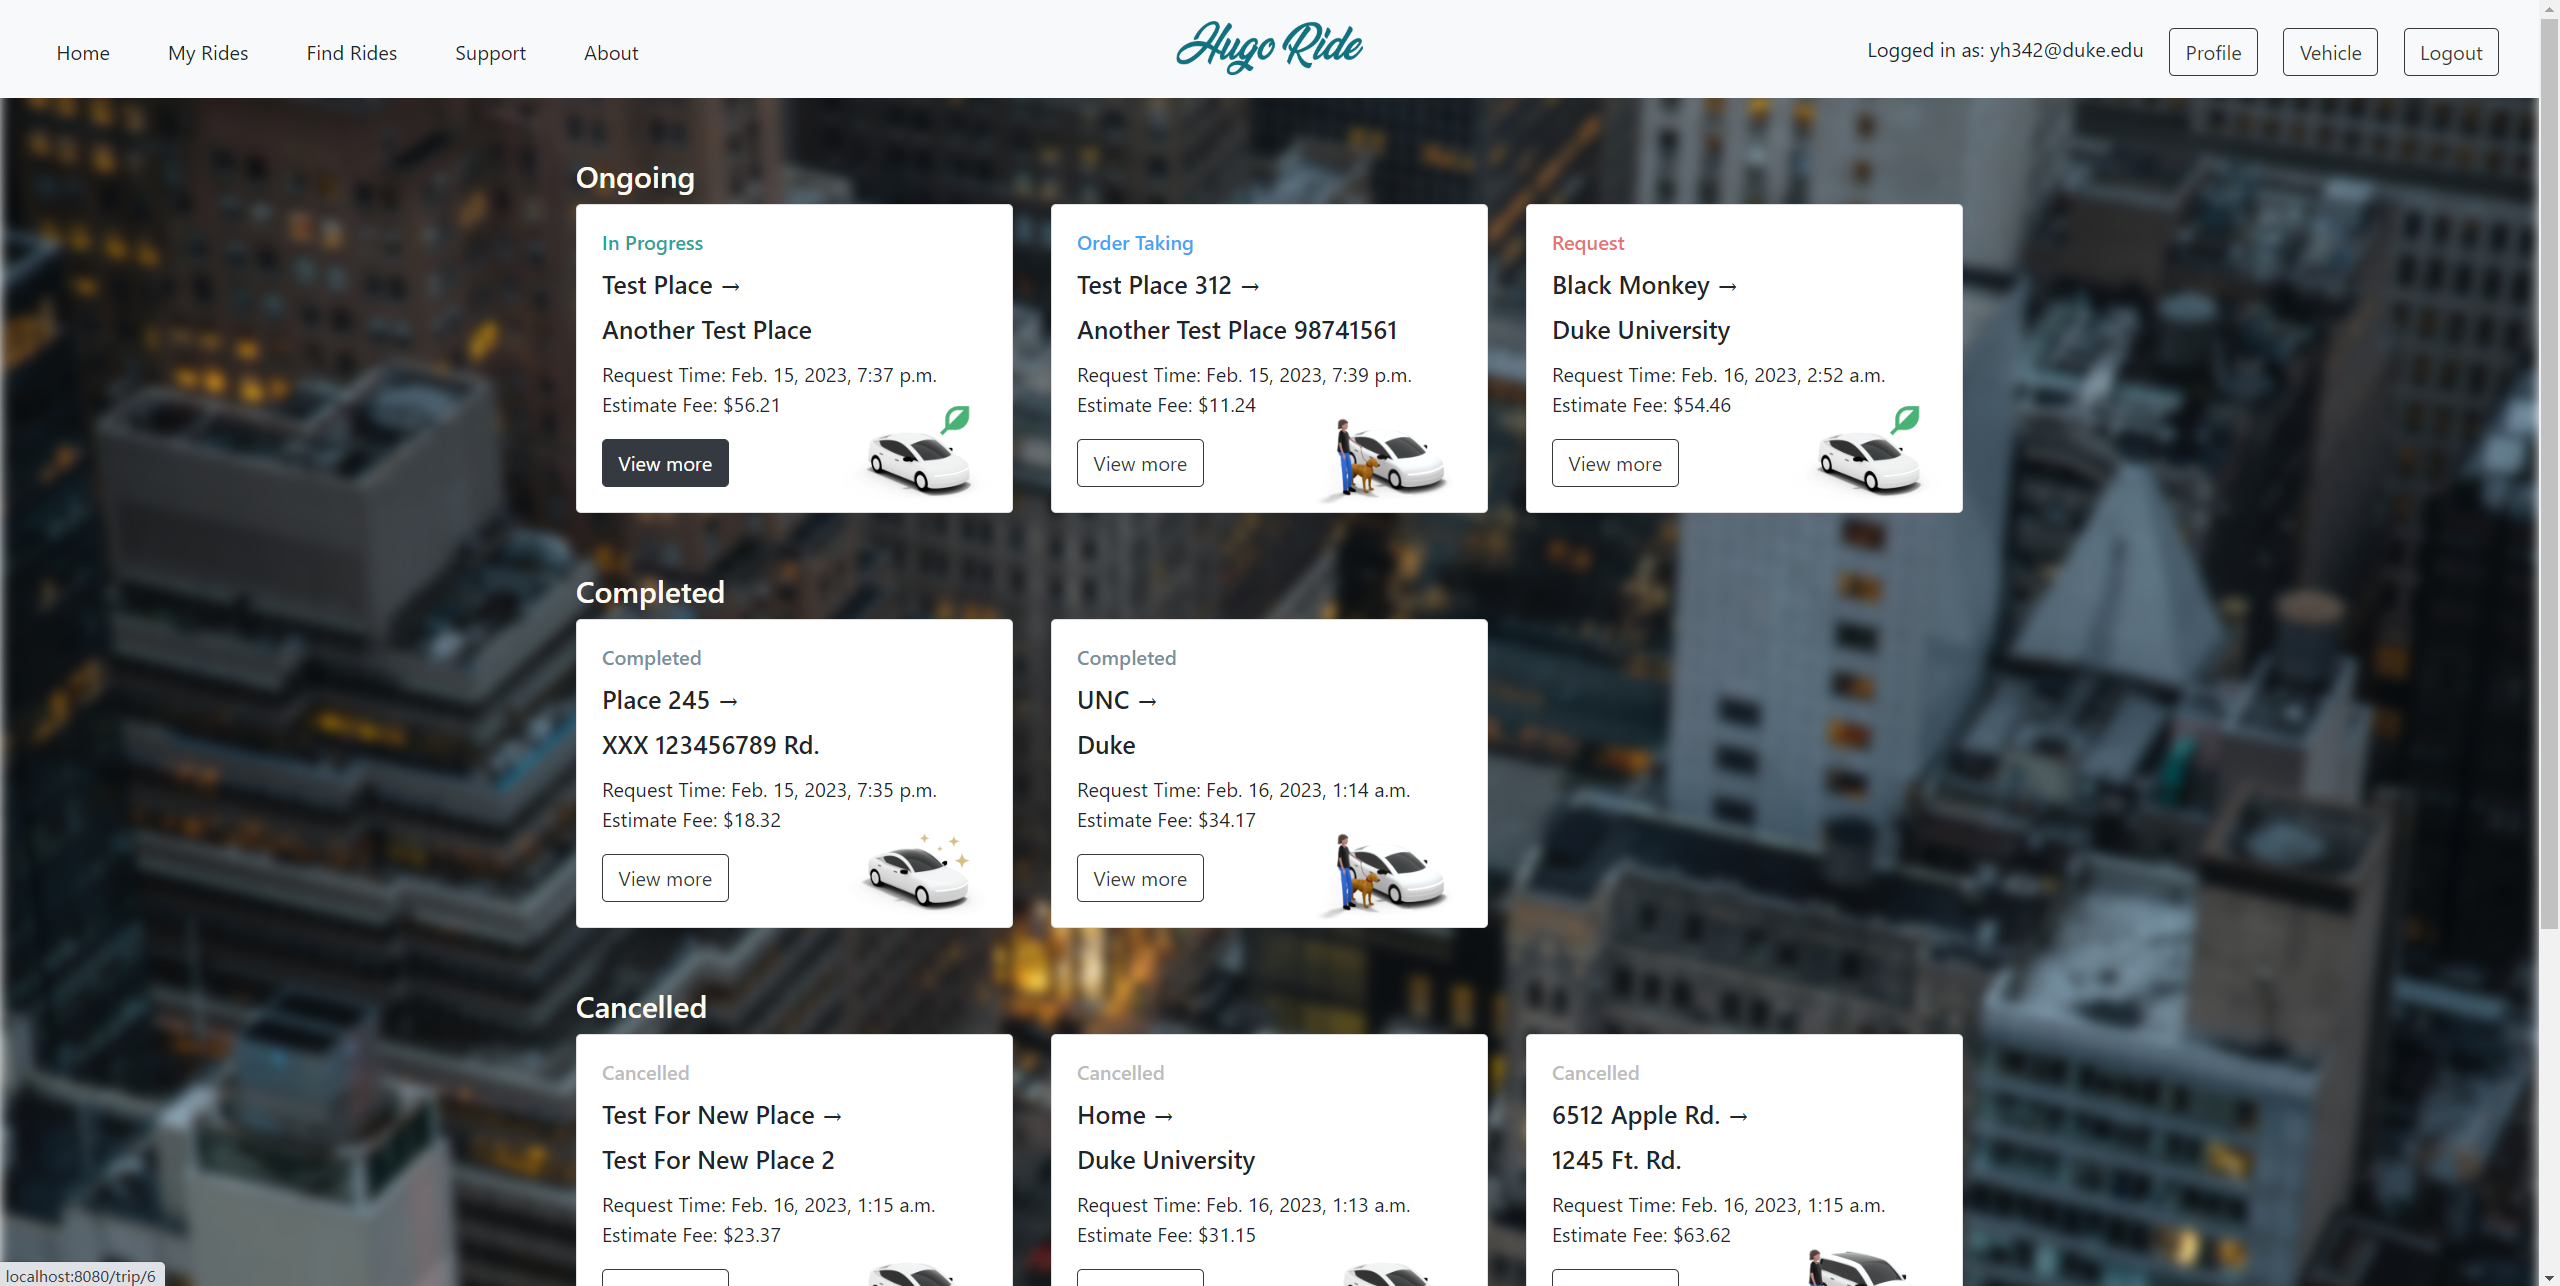 Home
My Rides
Find Rides
Support
About
Hugo Ride
Logged in as: yh342@duke.edu
Profile
Vehicle
Logout
Ongoing
In Progress
Test Place →
Another Test Place
Request Time: Feb. 15, 2023, 7:37 p.m.
Estimate Fee: $56.21
View more
Order Taking
Test Place 312 →
Another Test Place 98741561
Request Time: Feb. 15, 2023, 7:39 p.m.
Estimate Fee: $11.24
View more
Request
Black Monkey →
Duke University
Request Time: Feb. 16, 2023, 2:52 a.m.
Estimate Fee: $54.46
View more
Completed
Completed
Place 245 →
XXX 123456789 Rd.
Request Time: Feb. 15, 2023, 7:35 p.m.
Estimate Fee: $18.32
View more
Completed
UNC →
Duke
Request Time: Feb. 16, 2023, 1:14 a.m.
Estimate Fee: $34.17
View more
Cancelled
Cancelled
Test For New Place →
Test For New Place 2
Request Time: Feb. 16, 2023, 1:15 a.m.
Estimate Fee: $23.37
Cancelled
Home →
Duke University
Request Time: Feb. 16, 2023, 1:13 a.m.
Estimate Fee: $31.15
Cancelled
6512 Apple Rd. →
1245 Ft. Rd.
Request Time: Feb. 16, 2023, 1:15 a.m.
Estimate Fee: $63.62
localhost:8080/trip/6